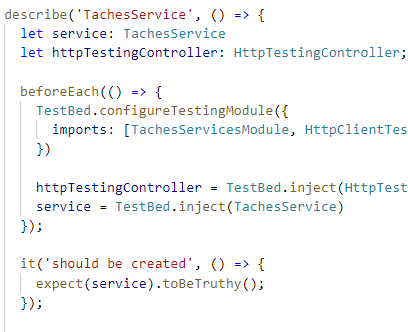 describe('TachesService', () => {
let service: TachesService
let httpTestingController: HttpTestingController;
beforeEach(() => {
TestBed.configureTestingModule({
imports: [TachesServicesModule, HttpClientTes
})
httpTestingController = TestBed.inject(HttpTest
service = TestBed.inject(TachesService)
});
it('should be created', () => {
expect(service).toBeTruthy();
});